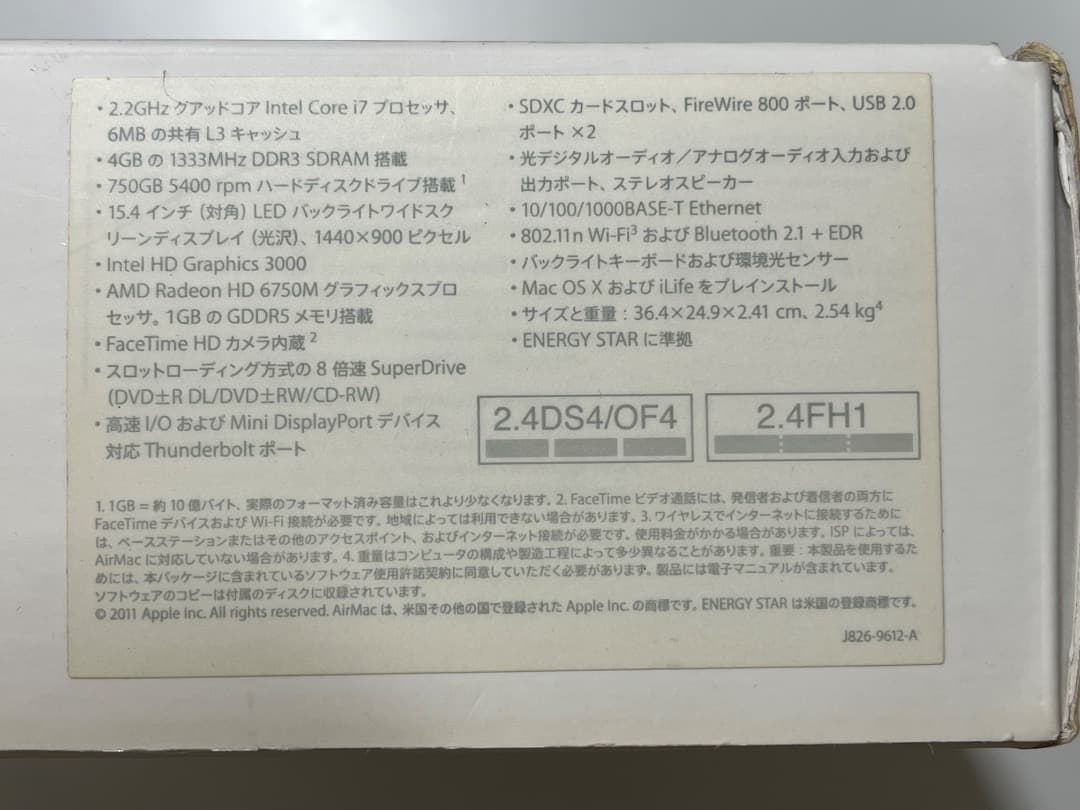 • 2.2GHz クアッドコア Intel Core i7 プロセッサ、
6MB の共有 L3 キャッシュ
• 4GB の 1333MHz DDR3 SDRAM 搭載
• 750GB 5400 rpm ハードディスクドライブ搭載1
• 15.4 インチ（対角）LED バックライトワイドスク
リーンディスプレイ（光沢）、1440×900 ピクセル
• Intel HD Graphics 3000
• AMD Radeon HD 6750M グラフィックスプロ
セッサ。1GB の GDDR5 メモリ搭載
• FaceTime HD カメラ内蔵2
• スロットローディング方式の 8 倍速 SuperDrive
(DVD±R DL/DVD±RW/CD-RW)
• 高速 I/O および Mini DisplayPort デバイス
対応 Thunderbolt ポート
• SDXC カードスロット、FireWire 800 ポート、USB 2.0
ポート ×2
• 光デジタルオーディオ／アナログオーディオ入力および
出力ポート、ステレオスピーカー
• 10/100/1000BASE-T Ethernet
• 802.11n Wi-Fi3 および Bluetooth 2.1 + EDR
• バックライトキーボードおよび環境光センサー
• Mac OS X および iLife をプレインストール
• サイズと重量：36.4×24.9×2.41 cm、2.54 kg4
• ENERGY STAR に準拠
2.4DS4/OF4
2.4FH1
1. 1GB = 約 10 億バイト、実際のフォーマット済み容量はこれより少なくなります。2. FaceTime ビデオ通話には、発信者および着信者の両方に
FaceTime デバイスおよび Wi-Fi 接続が必要です。地域によっては利用できない場合があります。3. ワイヤレスでインターネットに接続するために
は、ベースステーションまたはその他のアクセスポイント、およびインターネット接続が必要です。使用料金がかかる場合があります。ISP によっては、
AirMac に対応していない場合があります。4. 重量はコンピュータの構成や製造工程によって多少異なることがあります。重要：本製品を使用するた
めには、本パッケージに含まれているソフトウェア使用許諾契約に同意していただく必要があります。製品には電子マニュアルが含まれています。
ソフトウェアのコピーは付属のディスクに収録されています。
© 2011 Apple Inc. All rights reserved. AirMac は、米国その他の国で登録された Apple Inc. の商標です。ENERGY STAR は米国の登録商標です。
J826-9612-A